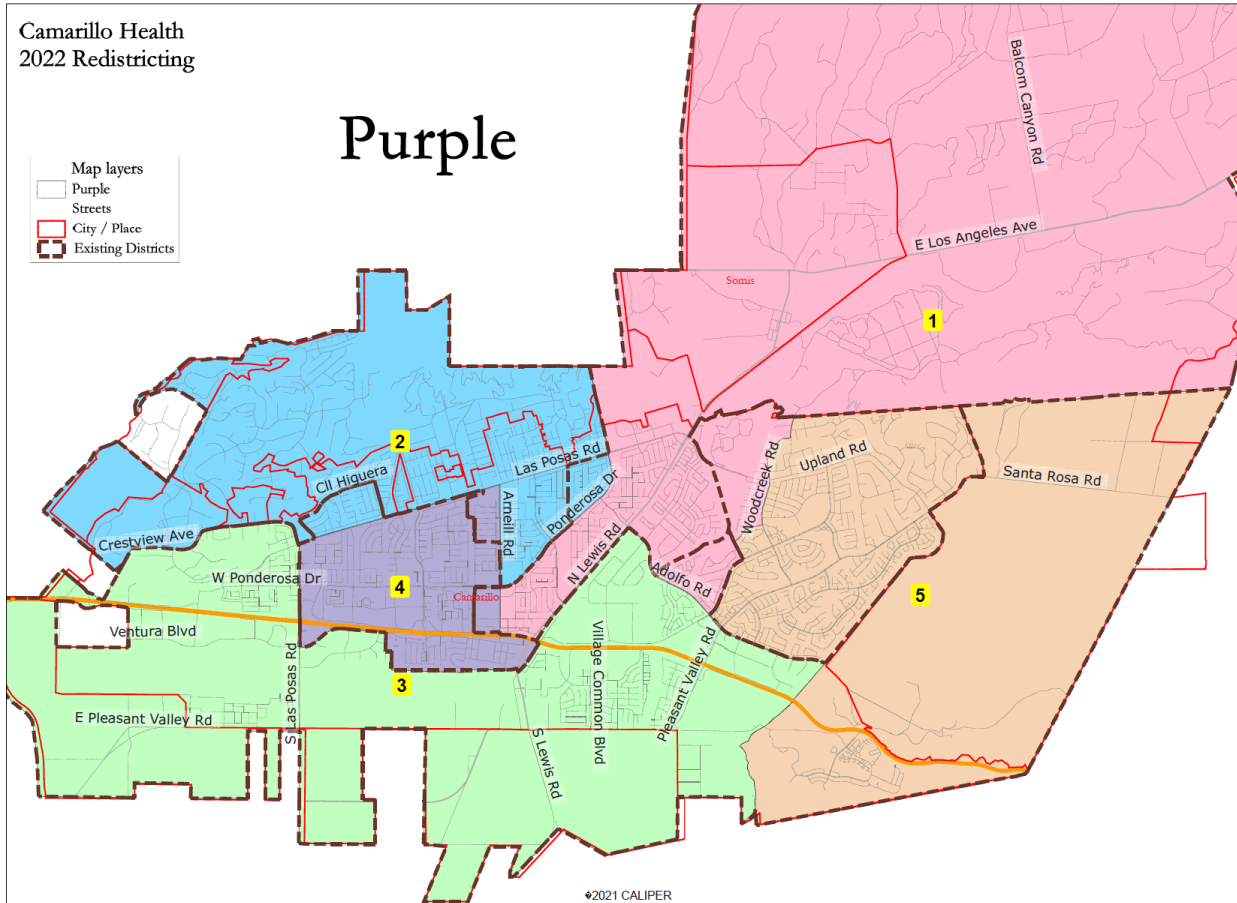 Camarillo Health
2022 Redistricting
Purple
Map layers
Purple
Streets
City / Place
Existing Districts
Balcom Canyon Rd
E Los Angeles Ave
Somis
1
2
Las Posas Rd
Cll Higuera
Ponderosa Dr
Arneill Rd
Upland Rd
Woodcreek Rd
Santa Rosa Rd
Crestview Ave
N Lewis Rd
W Ponderosa Dr
4
Camarillo
Adolfo Rd
5
Ventura Blvd
Village Common Blvd
Pleasant Valley Rd
3
S Las Posas Rd
E Pleasant Valley Rd
S Lewis Rd
�2021 CALIPER